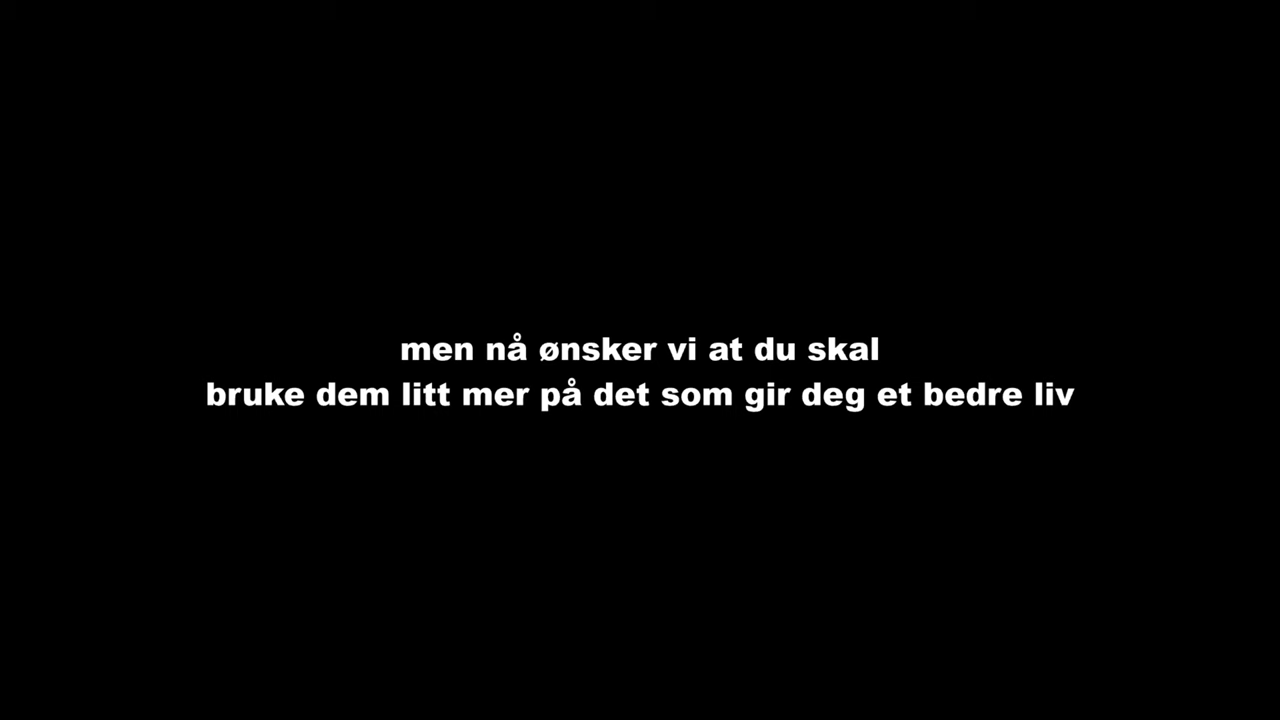 men nå ønsker vi at du skal
bruke dem litt mer på det som gir deg et bedre liv